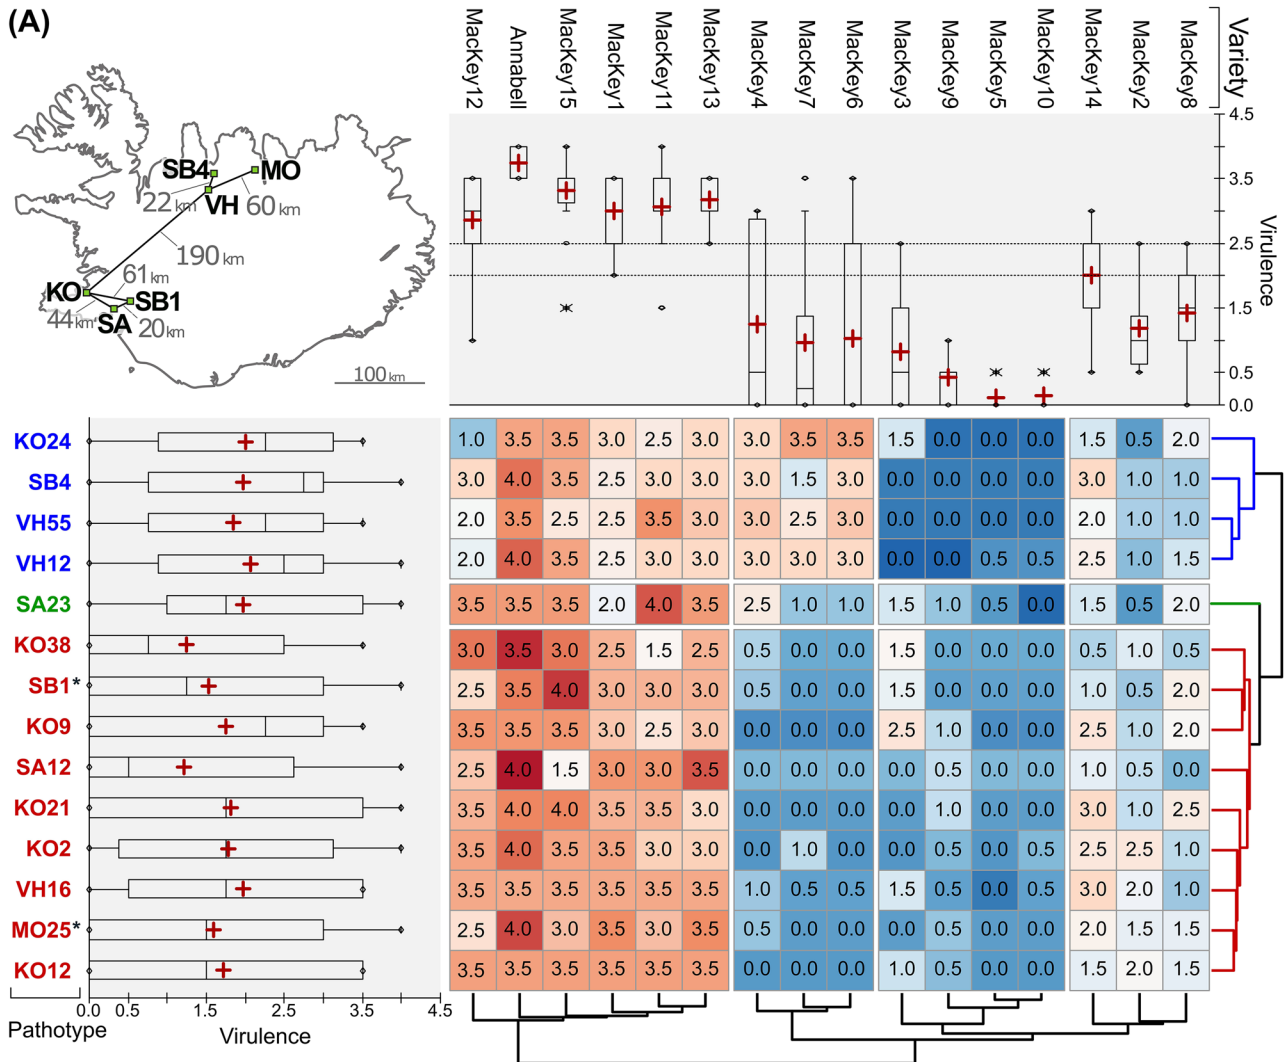 (A)
MacKey12 Annabell MacKey15 MacKey1 MacKey11 MacKey13 MacKey4 MacKey7 MacKey6 MacKey3 MacKey9 MacKey5 MacKey10 MacKey14 MacKey2 MacKey8 Variety
SB4 MO
22 km VH 60 km
190 km
61 km
KO SB1
44 km SA 20 km
100 km
4.5
3.5
2.5
1.5
0.5
0.0
Virulence
KO24 1.0 3.5 3.5 3.0 2.5 3.0 3.0 3.5 3.5 1.5 0.0 0.0 0.0 1.5 0.5 2.0
SB4 3.0 4.0 3.5 2.5 3.0 3.0 3.0 1.5 3.0 0.0 0.0 0.0 0.0 3.0 1.0 1.0
VH55 2.0 3.5 2.5 2.5 3.5 3.0 3.0 2.5 3.0 0.0 0.0 0.0 0.0 2.0 1.0 1.0
VH12 2.0 4.0 3.5 2.5 3.0 3.0 3.0 3.0 3.0 0.0 0.0 0.5 0.5 2.5 1.0 1.5
SA23 3.5 3.5 3.5 2.0 4.0 3.5 2.5 1.0 1.0 1.5 1.0 0.5 0.0 1.5 0.5 2.0
KO38 3.0 3.5 3.0 2.5 1.5 2.5 0.5 0.0 0.0 1.5 0.0 0.0 0.0 0.5 1.0 0.5
SB1* 2.5 3.5 4.0 3.0 3.0 3.0 0.5 0.0 0.0 1.5 0.0 0.0 0.0 1.0 0.5 2.0
KO9 3.5 3.5 3.5 3.0 2.5 3.0 0.0 0.0 0.0 2.5 1.0 0.0 0.0 2.5 1.0 2.0
SA12 2.5 4.0 1.5 3.0 3.0 3.5 0.0 0.0 0.0 0.0 0.5 0.0 0.0 1.0 0.5 0.0
KO21 3.5 4.0 4.0 3.5 3.5 3.0 0.0 0.0 0.0 0.0 1.0 0.0 0.0 3.0 1.0 2.5
KO2 3.5 4.0 3.5 3.5 3.0 3.0 0.0 1.0 0.0 0.0 0.5 0.0 0.5 2.5 2.5 1.0
VH16 3.5 3.5 3.5 3.5 3.5 3.5 1.0 0.5 0.5 1.5 0.5 0.0 0.5 3.0 2.0 1.0
MO25* 2.5 4.0 3.0 3.5 3.0 3.5 0.5 0.0 0.0 0.0 0.5 0.0 0.0 2.0 1.5 1.5
KO12 3.5 3.5 3.5 3.5 3.5 3.5 0.0 0.0 0.0 1.0 0.5 0.0 0.0 1.5 2.0 1.5
0.0 0.5 1.5 2.5 3.5 4.5
Pathotype Virulence